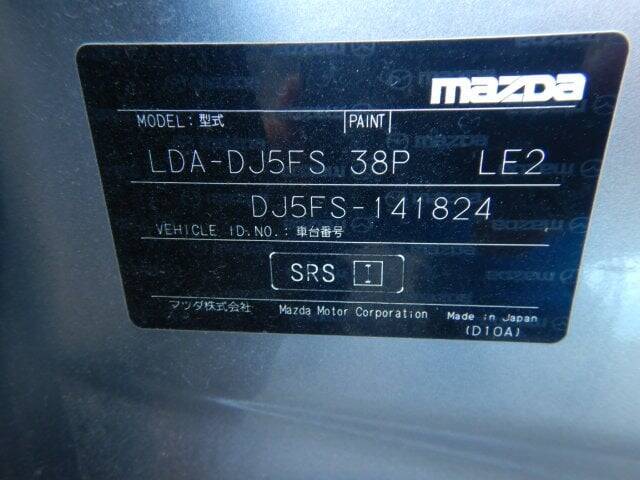 mazda
MODEL: 型式 PAINT
LDA-DJ5FS 38P LE2
DJ5FS-141824
VEHICLE ID.NO.: 車台番号
SRS I
マツダ株式会社 Mazda Motor Corporation Made in Japan
(D10A)